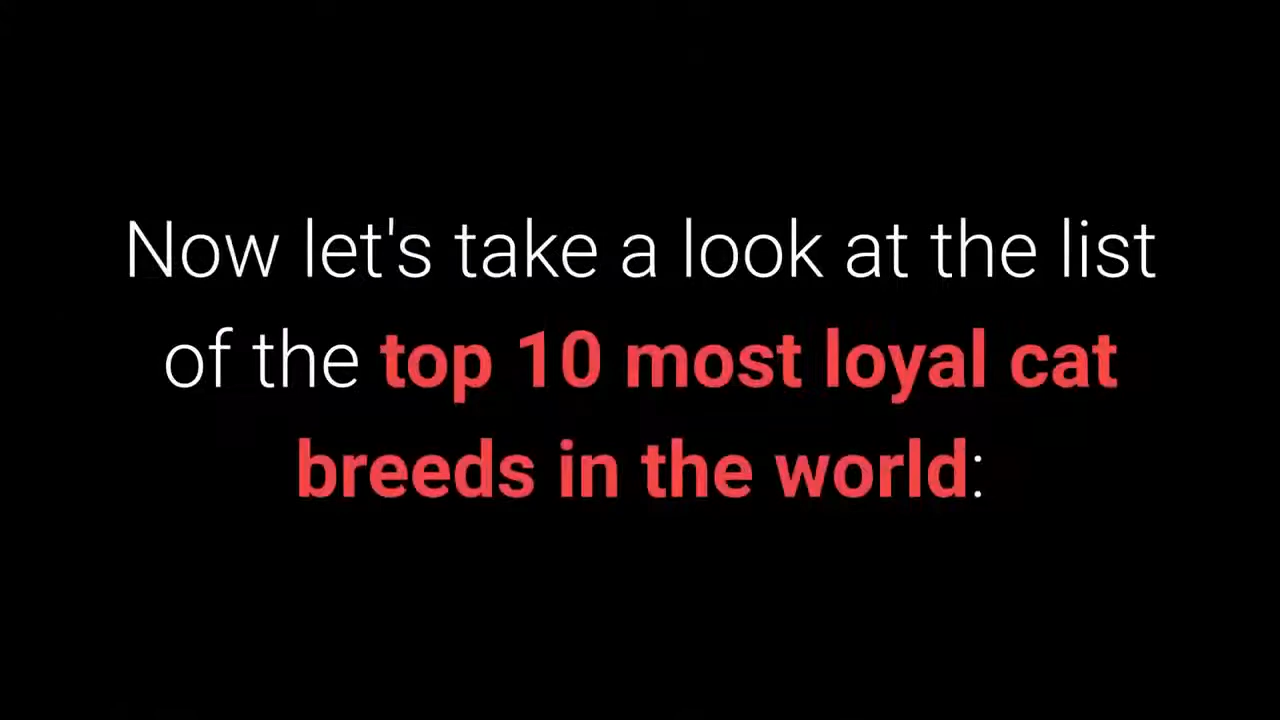 Now let's take a look at the list
of the top 10 most loyal cat
breeds in the world: